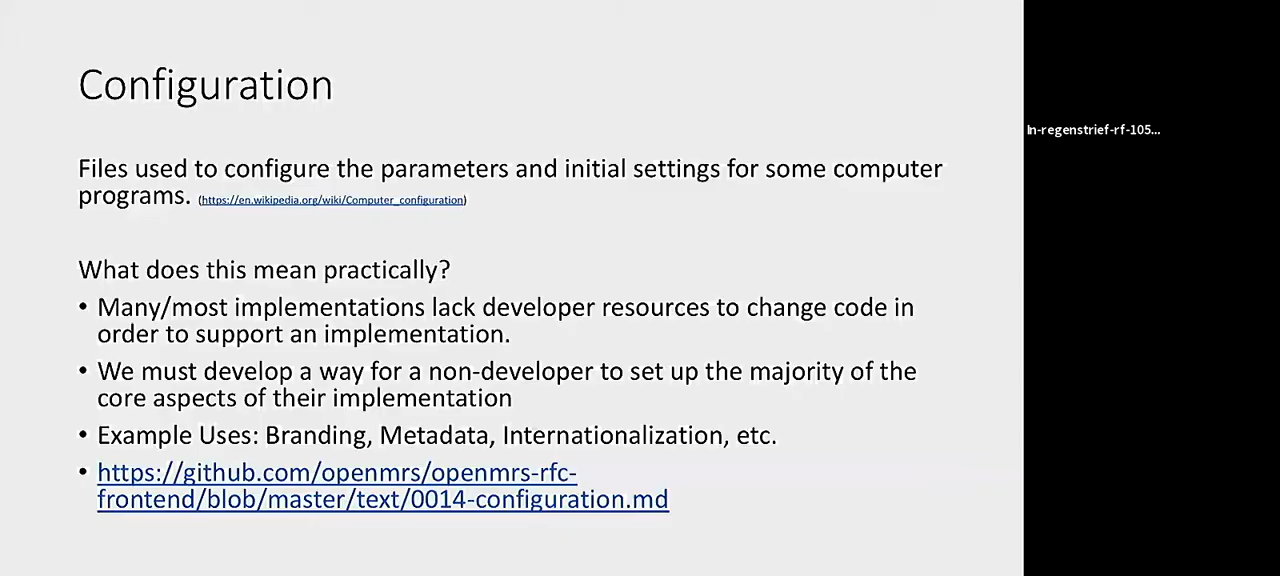 Configuration
In-regenstrief-rf-105...
Files used to configure the parameters and initial settings for some computer
programs. (https://en.wikipedia.org/wiki/Computer_configuration)
What does this mean practically?
• Many/most implementations lack developer resources to change code in
order to support an implementation.
• We must develop a way for a non-developer to set up the majority of the
core aspects of their implementation
• Example Uses: Branding, Metadata, Internationalization, etc.
• https://github.com/openmrs/openmrs-rfc-
frontend/blob/master/text/0014-configuration.md